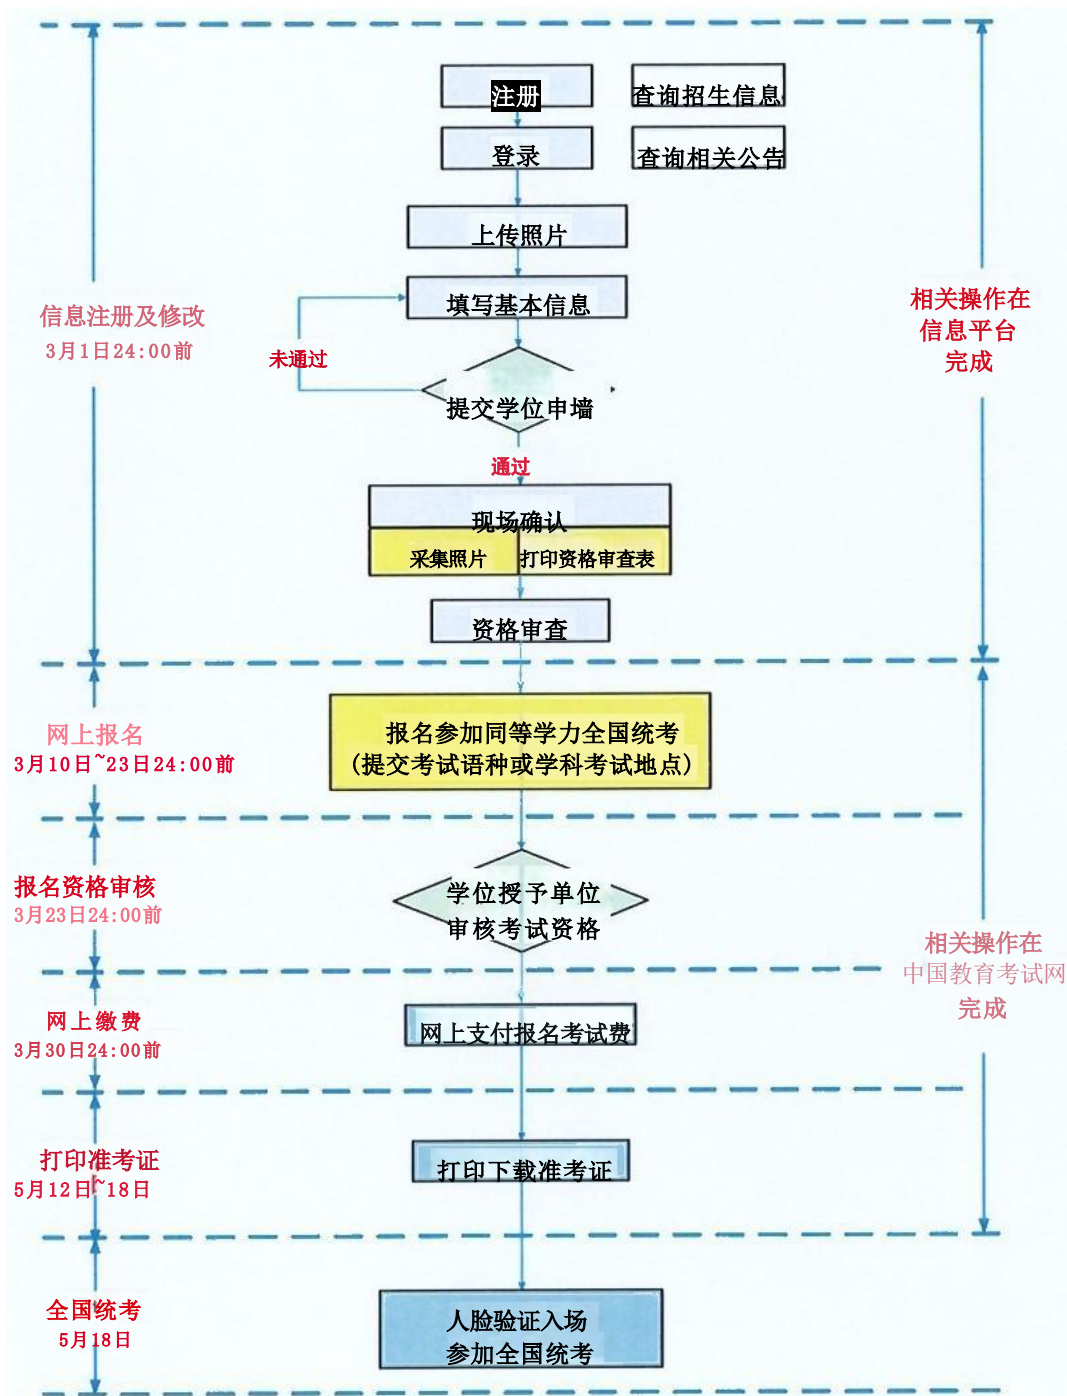 注册
查询招生信息
登录
查询相关公告
上传照片
填写基本信息
信息注册及修改
3月1日24:00前
相关操作在
信息平台
完成
未通过
提交学位申墙
通过
现场确认
采集照片
打印资格审查表
资格审查
网上报名
3月10日~23日24:00前
报名参加同等学力全国统考
(提交考试语种或学科考试地点)
报名资格审核
3月23日24:00前
学位授予单位
审核考试资格
相关操作在
中国教育考试网
完成
网上缴费
3月30日24:00前
网上支付报名考试费
打印准考证
5月12日~18日
打印下载准考证
全国统考
5月18日
人脸验证入场
参加全国统考